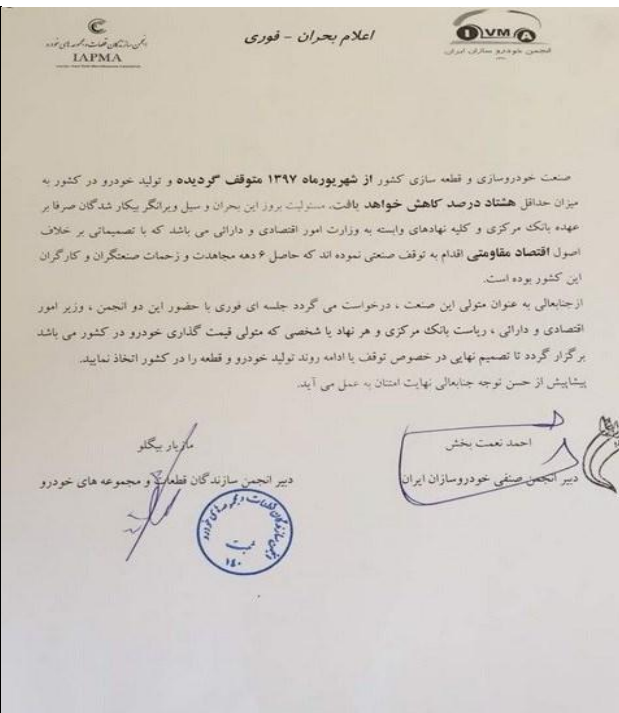 انجمن سازندگان قطعات و مجموعه های خودرو
IAPMA
اعلام بحران - فوری
IVMA
انجمن خودرو سازان ایران
صنعت خودروسازی و قطعه سازی کشور از شهریورماه ۱۳۹۷ متوقف گردیده و تولید خودرو در کشور به
میزان حداقل هشتاد درصد کاهش خواهد یافت. مسئولیت بروز این بحران و سیل ویرانگر بیکار شدگان صرفا بر
عهده بانک مرکزی و کلیه نهادهای وابسته به وزارت امور اقتصادی و دارائی می باشد که با تصمیماتی بر خلاف
اصول اقتصاد مقاومتی اقدام به توقف صنعتی نموده اند که حاصل ۶ دهه مجاهدت و زحمات صنعتگران و کارگران
این کشور بوده است.
ازجنابعالی به عنوان متولی این صنعت ، درخواست می گردد جلسه ای فوری با حضور این دو انجمن ، وزیر امور
اقتصادی و دارائی ، ریاست بانک مرکزی و هر نهاد یا شخصی که متولی قیمت گذاری خودرو در کشور می باشد
برگزار گردد تا تصمیم نهایی در خصوص توقف یا ادامه روند تولید خودرو و قطعه را در کشور اتخاذ نمایید.
پیشاپیش از حسن توجه جنابعالی نهایت امتنان به عمل می آید.
احمد نعمت بخش
دبیر انجمن صنفی خودروسازان ایران
مازیار بیگلو
دبیر انجمن سازندگان قطعات و مجموعه های خودرو
انجمن سازندگان قطعات و مجموعه های خودرو